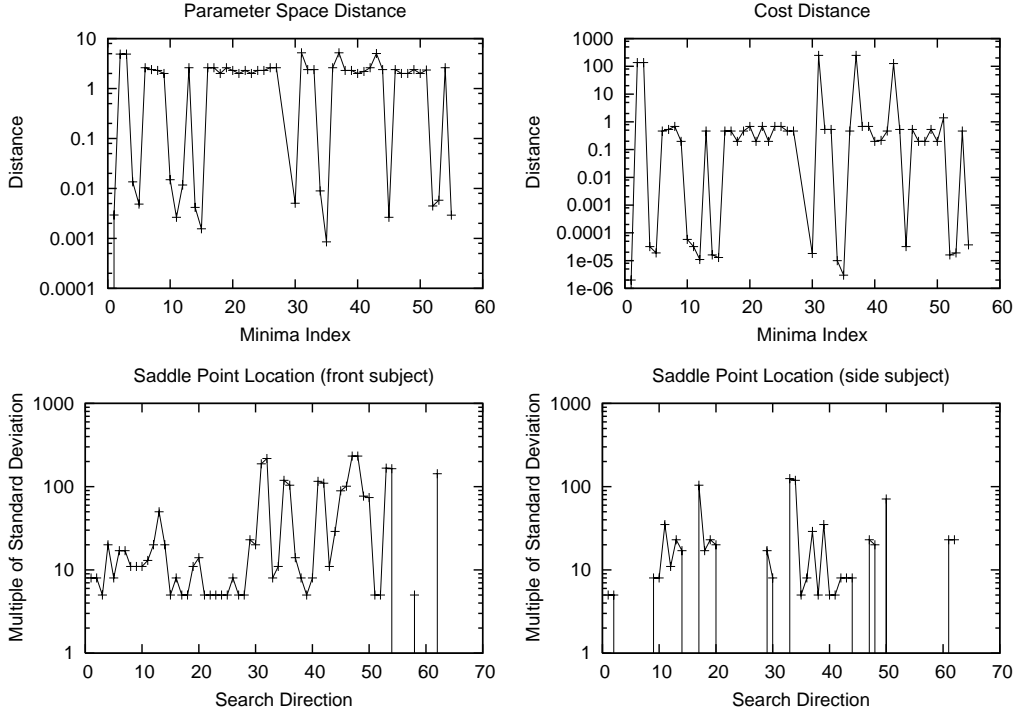 Parameter Space Distance
10
1
0.1
0.01
0.001
0.0001
Distance
0 10 20 30 40 50 60
Minima Index
Cost Distance
1000
100
10
1
0.1
0.01
0.001
0.0001
1e-05
1e-06
Distance
0 10 20 30 40 50 60
Minima Index
Saddle Point Location (front subject)
1000
100
10
1
Multiple of Standard Deviation
0 10 20 30 40 50 60 70
Search Direction
Saddle Point Location (side subject)
1000
100
10
1
Multiple of Standard Deviation
0 10 20 30 40 50 60 70
Search Direction